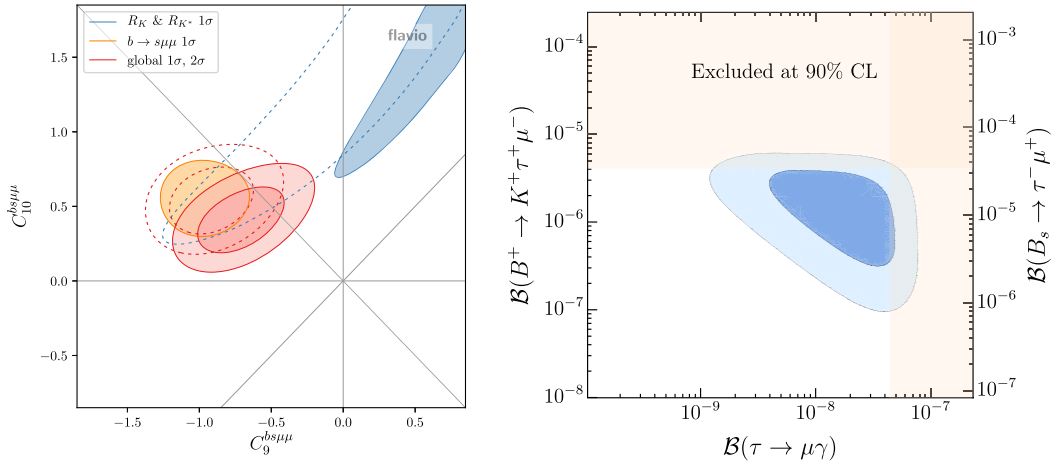 R_K & R_K* 1σ
b → sμμ 1σ
global 1σ, 2σ
flavio
1.5
1.0
0.5
0.0
−0.5
−1.5
−1.0
−0.5
0.0
0.5
C_9^{bsμμ}
C_10^{bsμμ}
Excluded at 90% CL
10^{-4}
10^{-5}
10^{-6}
10^{-7}
10^{-8}
10^{-9}
10^{-8}
10^{-7}
10^{-3}
10^{-4}
10^{-5}
10^{-6}
10^{-7}
B(B^+ → K^+ τ^+ μ^-)
B(τ → μγ)
B(B_s → τ^- μ^+)